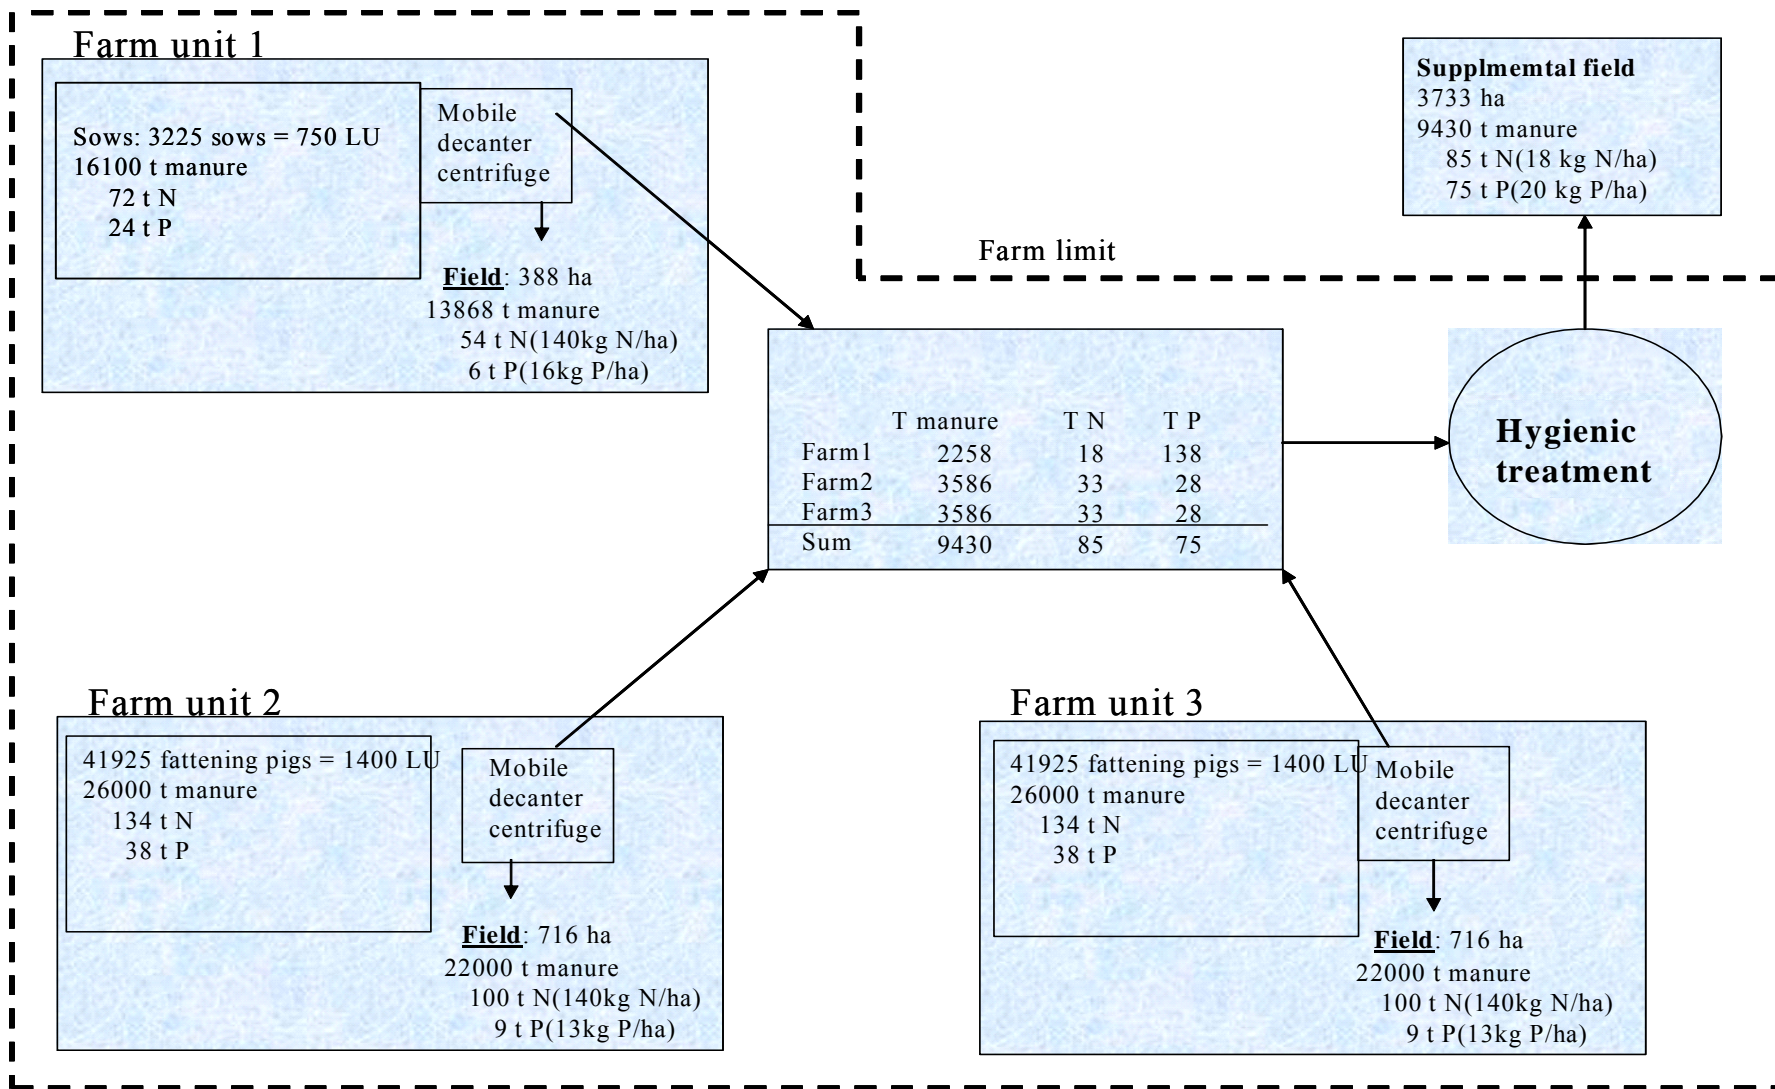 Farm unit 1
Sows: 3225 sows = 750 LU
16100 t manure
72 t N
24 t P
Mobile
decanter
centrifuge
Field: 388 ha
13868 t manure
54 t N(140kg N/ha)
6 t P(16kg P/ha)
Supplmemtal field
3733 ha
9430 t manure
85 t N(18 kg N/ha)
75 t P(20 kg P/ha)
Farm limit
T manure T N T P
Farm1 2258 18 138
Farm2 3586 33 28
Farm3 3586 33 28
Sum 9430 85 75
Hygienic
treatment
Farm unit 2
41925 fattening pigs = 1400 LU
26000 t manure
134 t N
38 t P
Mobile
decanter
centrifuge
Field: 716 ha
22000 t manure
100 t N(140kg N/ha)
9 t P(13kg P/ha)
Farm unit 3
41925 fattening pigs = 1400 LU
26000 t manure
134 t N
38 t P
Mobile
decanter
centrifuge
Field: 716 ha
22000 t manure
100 t N(140kg N/ha)
9 t P(13kg P/ha)